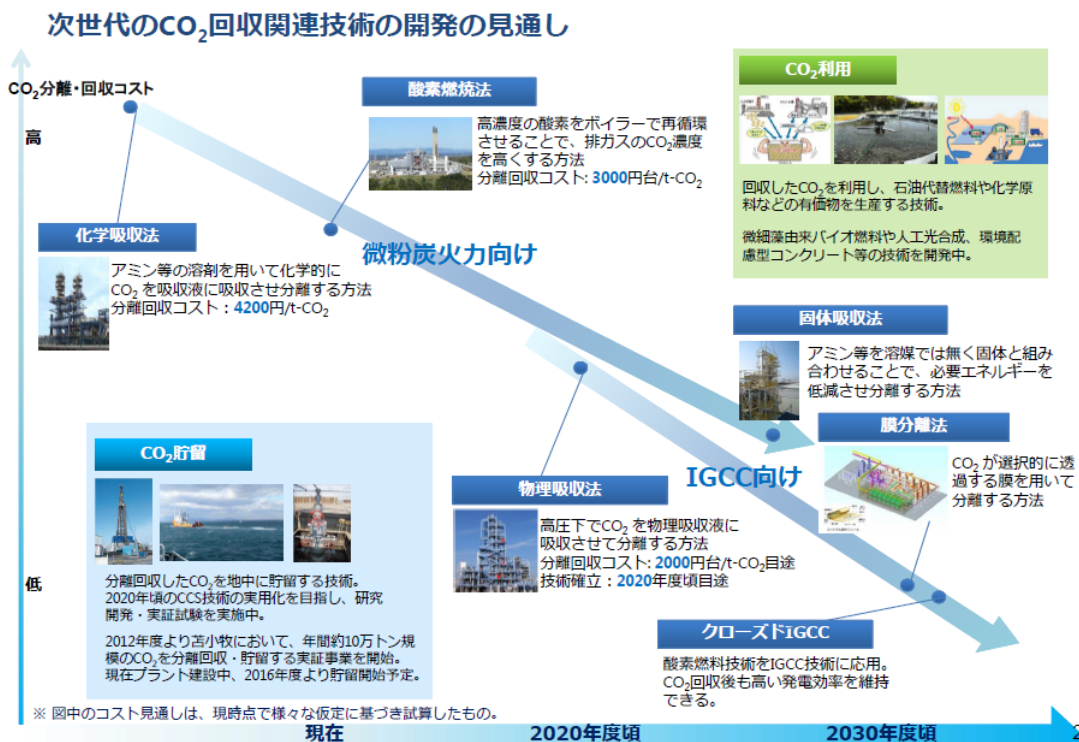 次世代のCO₂回収関連技術の開発の見通し
CO₂分離・回収コスト
高
低
化学吸収法
アミン等の溶剤を用いて化学的に
CO₂ を吸収液に吸収させ分離する方法
分離回収コスト：4200円/t-CO₂
酸素燃焼法
高濃度の酸素をボイラーで再循環
させることで、排ガスのCO₂濃度
を高くする方法
分離回収コスト: 3000円台/t-CO₂
微粉炭火力向け
CO₂利用
回収したCO₂を利用し、石油代替燃料や化学原
料などの有価物を生産する技術。
微細藻由来バイオ燃料や人工光合成、環境配
慮型コンクリート等の技術を開発中。
固体吸収法
アミン等を溶媒では無く固体と組み
合わせることで、必要エネルギーを
低減させ分離する方法
膜分離法
CO₂ が選択的に透
過する膜を用いて
分離する方法
IGCC向け
物理吸収法
高圧下でCO₂ を物理吸収液に
吸収させて分離する方法
分離回収コスト: 2000円台/t-CO₂目途
技術確立：2020年度頃目途
クローズドIGCC
酸素燃料技術をIGCC技術に応用。
CO₂回収後も高い発電効率を維持
できる。
CO₂貯留
分離回収したCO₂を地中に貯留する技術。
2020年頃のCCS技術の実用化を目指し、研究
開発・実証試験を実施中。
2012年度より苫小牧において、年間約10万トン規
模のCO₂を分離回収・貯留する実証事業を開始。
現在プラント建設中、2016年度より貯留開始予定。
※ 図中のコスト見通しは、現時点で様々な仮定に基づき試算したもの。
現在
2020年度頃
2030年度頃